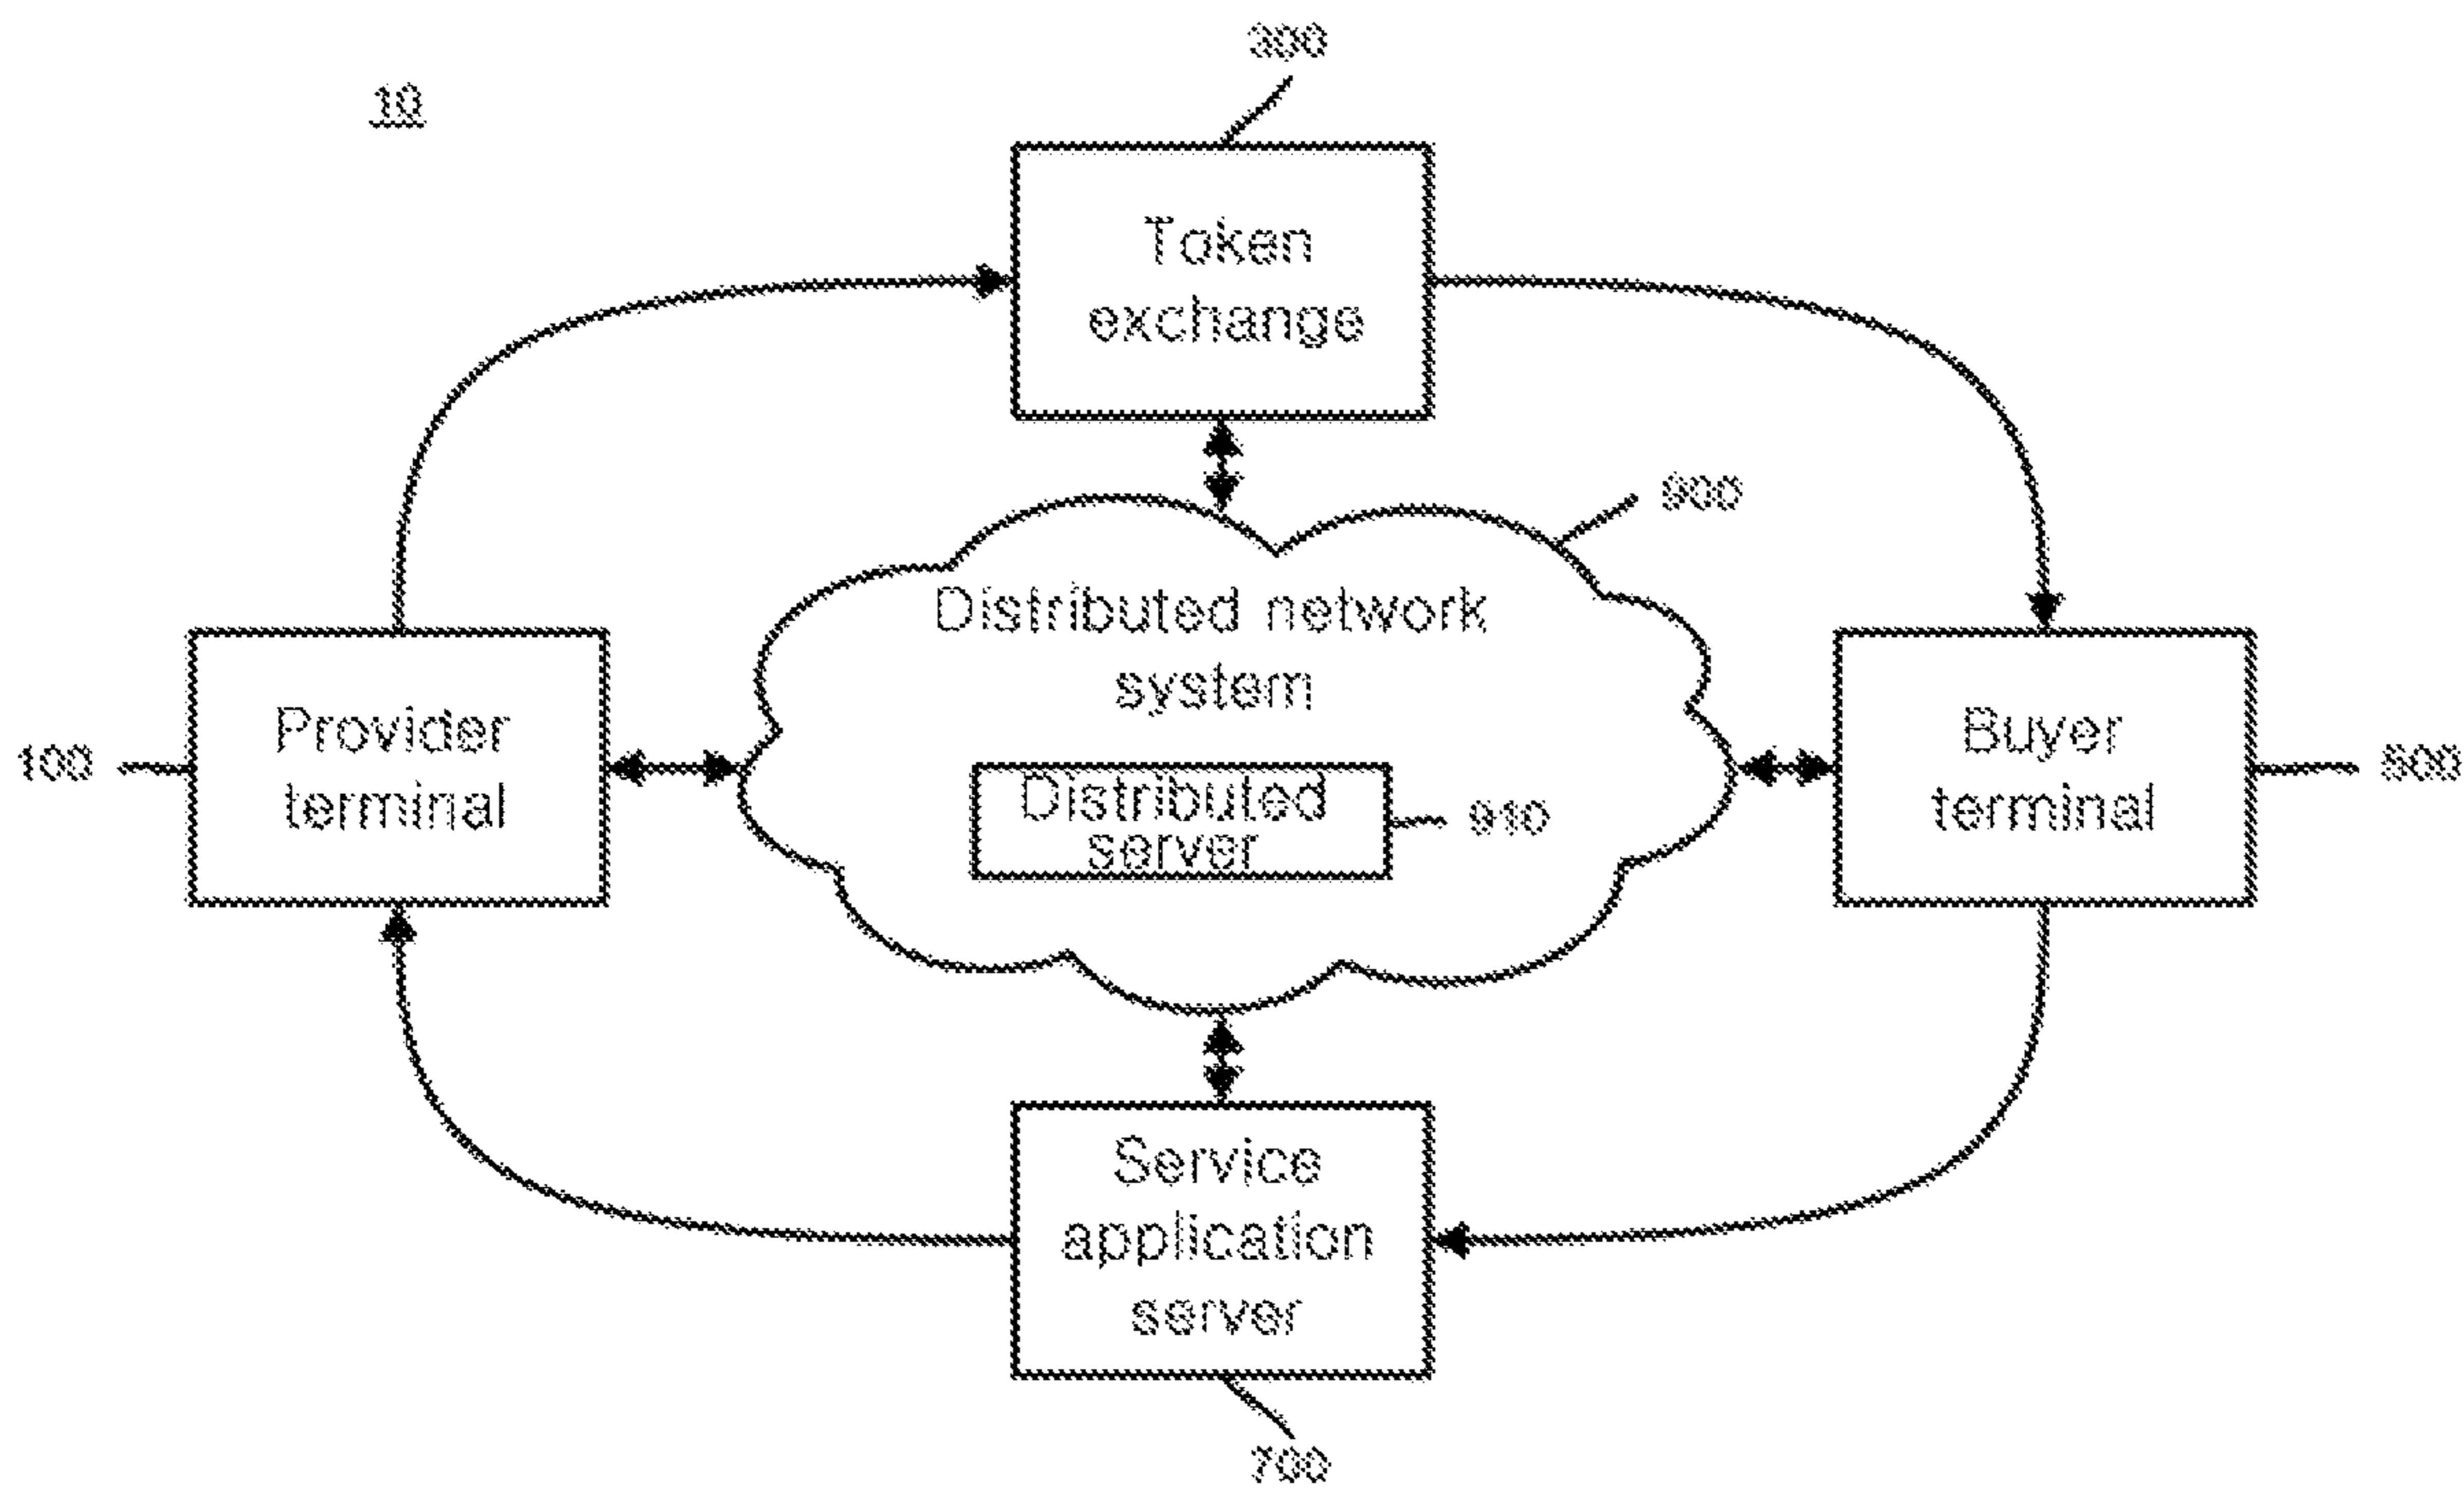 300
10
Token
exchange
900
Distributed network
system
Provider
terminal
Buyer
terminal
100
500
Distributed
server
910
Service
application
server
700